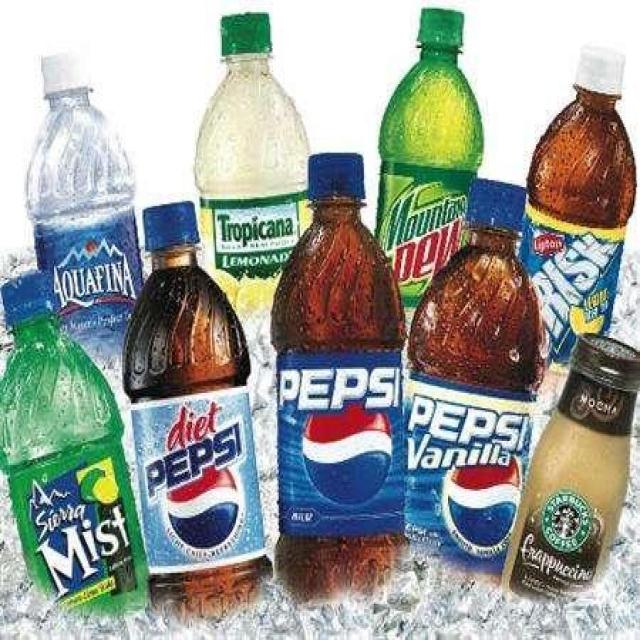 AQUAFINA
Tropicana
LEMONADE
Mountain
Dew
Lipton
BRISK
Sierra
Mist
diet
PEPSI
PEPSI
PEPSI
Vanilla
MOCHA
STARBUCKS
COFFEE
frappuccino